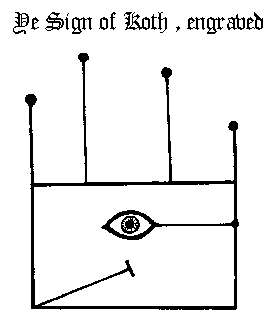 Ye Sign of Koth, engraved